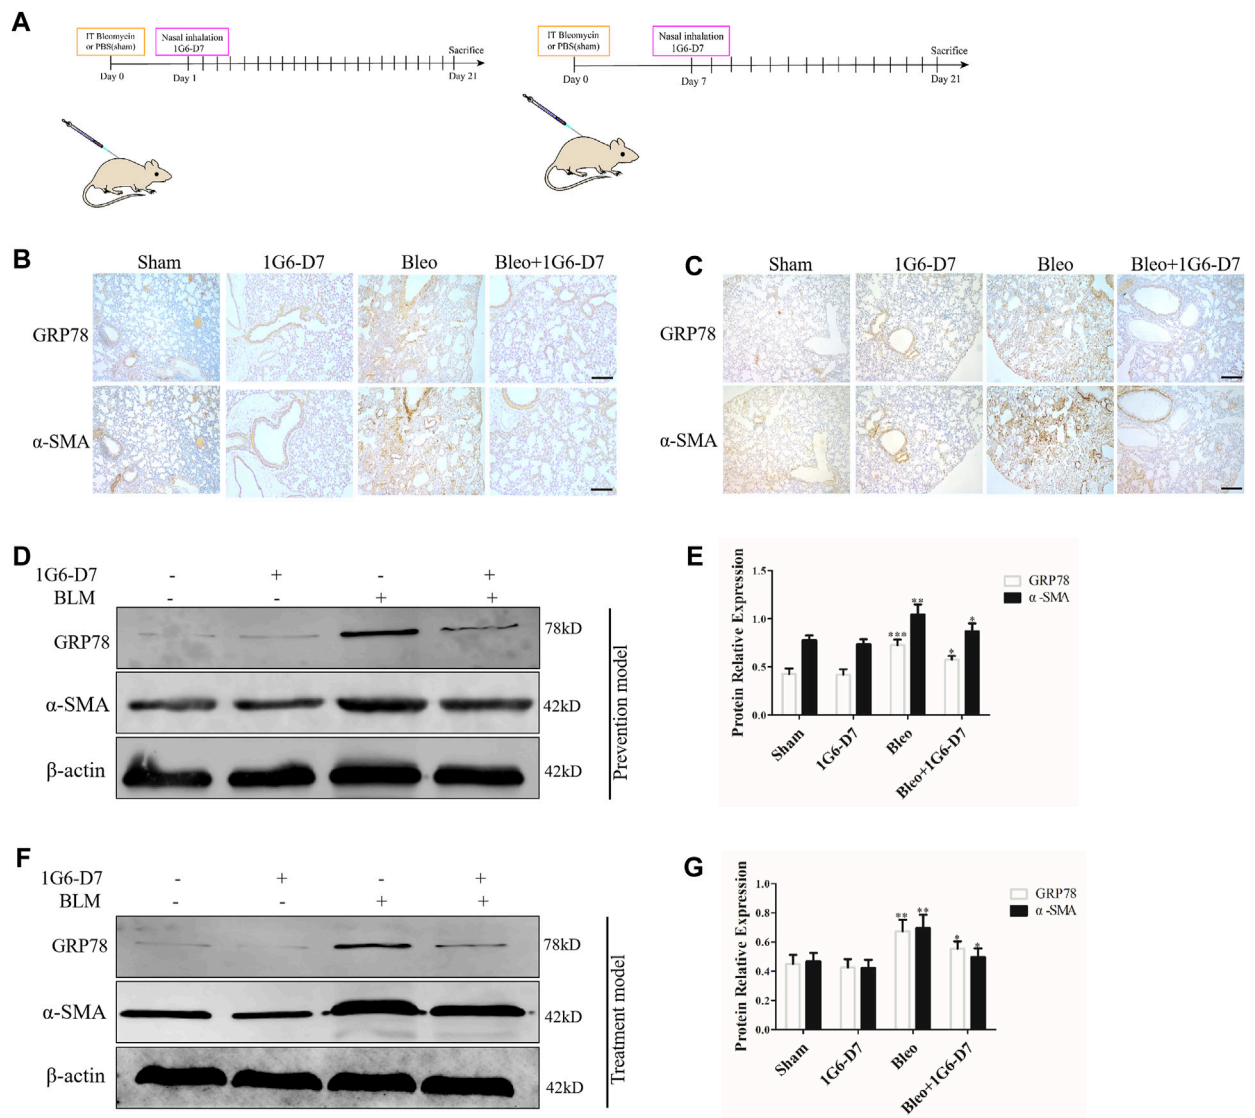 A
IT Bleomycin
or PBS(sham)
Nasal inhalation
1G6-D7
Sacrifice
Day 0
Day 1
Day 21
IT Bleomycin
or PBS(sham)
Nasal inhalation
1G6-D7
Sacrifice
Day 0
Day 7
Day 21
B
Sham 1G6-D7 Bleo Bleo+1G6-D7
GRP78
α-SMA
C
Sham 1G6-D7 Bleo Bleo+1G6-D7
GRP78
α-SMA
D
1G6-D7 - + - +
BLM - - + +
GRP78 78kD
α-SMA 42kD
β-actin 42kD
Prevention model
E
Protein Relative Expression
1.5
1.0
0.5
0.0
*** ** * *
GRP78
α-SMA
Sham 1G6-D7 Bleo Bleo+1G6-D7
F
1G6-D7 - + - +
BLM - - + +
GRP78 78kD
α-SMA 42kD
β-actin 42kD
Treatment model
G
Protein Relative Expression
1.0
0.8
0.6
0.4
0.2
0.0
** ** * *
GRP78
α-SMA
Sham 1G6-D7 Bleo Bleo+1G6-D7